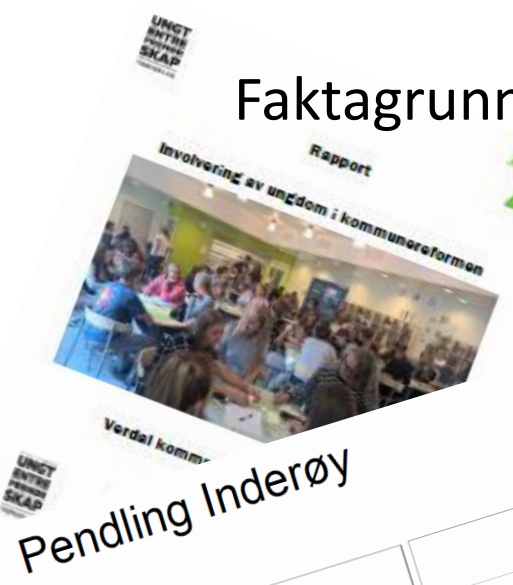 UNGT
ENTRE
PRENØR
SKAP
Faktagrunn
Rapport
Involvering av ungdom i kommunereformen
Verdal komm
UNGT
ENTRE
PRENØR
SKAP
Pendling Inderøy